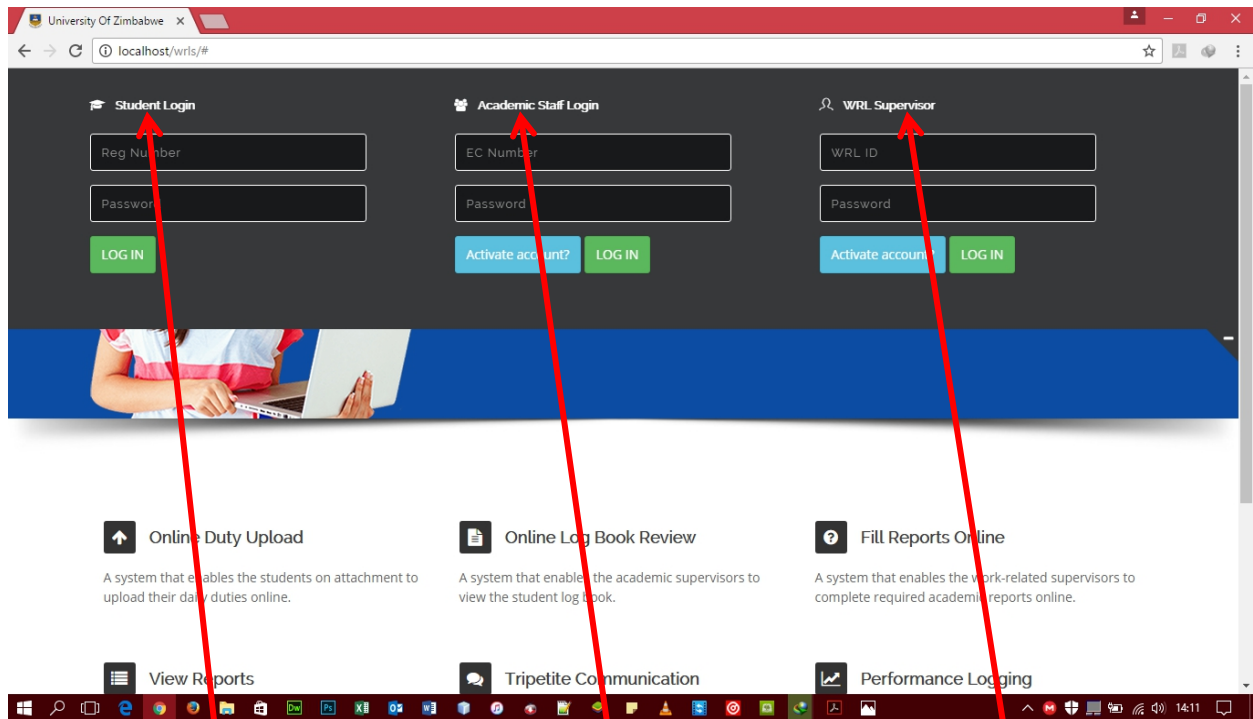 University Of Zimbabwe
localhost/wrls/#
Student Login
Academic Staff Login
WRL Supervisor
Reg Number
EC Number
WRL ID
Password
Password
Password
LOG IN
Activate account?
LOG IN
Activate account?
LOG IN
Online Duty Upload
Online Log Book Review
Fill Reports Online
A system that enables the students on attachment to
upload their daily duties online.
A system that enables the academic supervisors to
view the student log book.
A system that enables the work-related supervisors to
complete required academic reports online.
View Reports
Tripetite Communication
Performance Logging
14:11